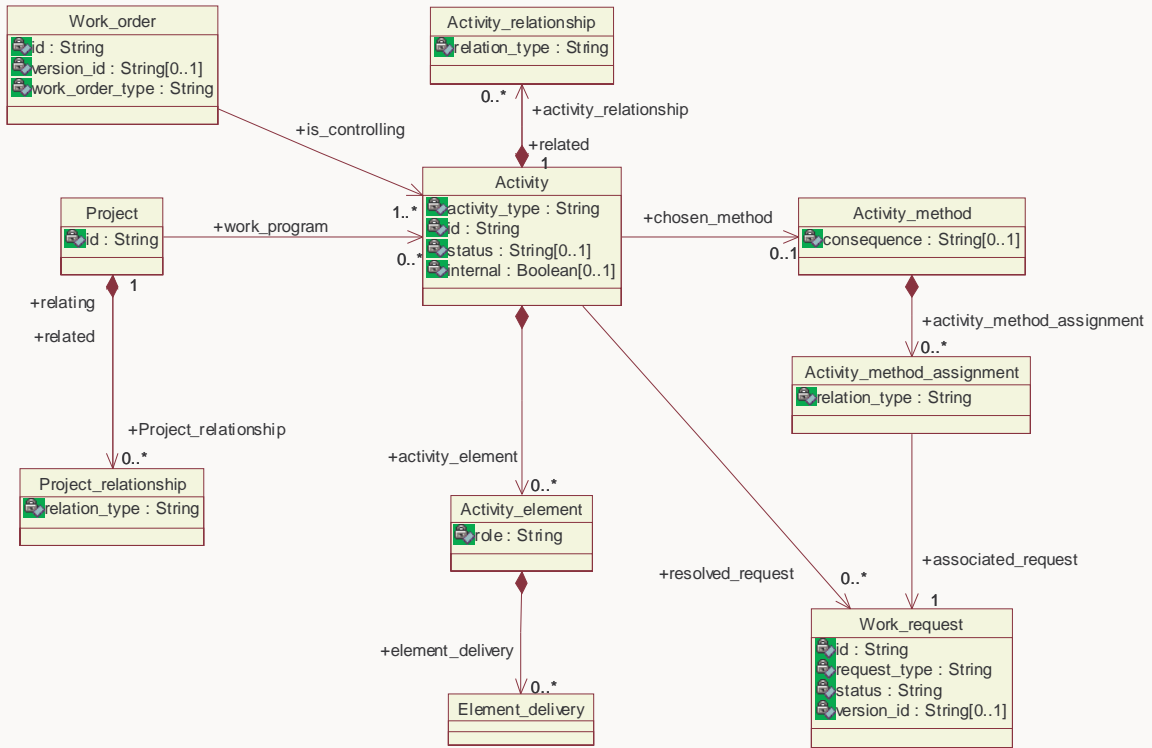 Work_order
id : String
version_id : String[0..1]
work_order_type : String
Activity_relationship
relation_type : String
0..*
+activity_relationship
+is_controlling
+related
1
Activity
activity_type : String
id : String
status : String[0..1]
internal : Boolean[0..1]
1..*
Project
id : String
+work_program
0..*
+chosen_method
0..1
Activity_method
consequence : String[0..1]
1
+relating
+related
+activity_method_assignment
0..*
Activity_method_assignment
relation_type : String
+Project_relationship
0..*
Project_relationship
relation_type : String
+activity_element
0..*
Activity_element
role : String
+resolved_request
0..*
+associated_request
1
Work_request
id : String
request_type : String
status : String
version_id : String[0..1]
+element_delivery
0..*
Element_delivery